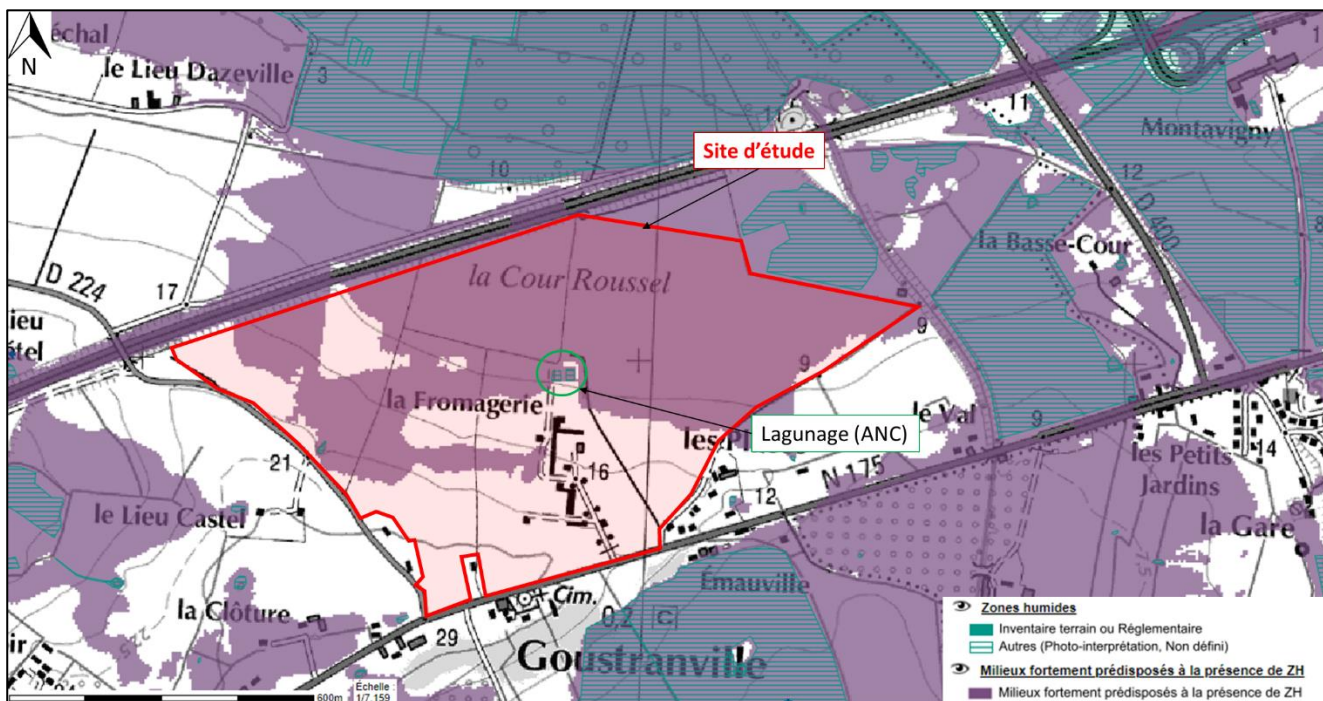 échal
N
le Lieu Dazeville
3
Montavigny
11
Site d'étude
10
12
D 400
la Basse-Cour
8
la Cour Roussel
D 224
17
9
ieu
étel
9
la Fromagerie
Lagunage (ANC)
le Val
9
les P
16
les Petits
Jardins
14
21
12
N 175
le Lieu Castel
la Gare
Émauville
la Clôture
Cim.
0,2
C
29
Goustranville
ir
Échelle :
1/7 159
600m
Zones humides
Inventaire terrain ou Réglementaire
Autres (Photo-interprétation, Non défini)
Milieux fortement prédisposés à la présence de ZH
Milieux fortement prédisposés à la présence de ZH